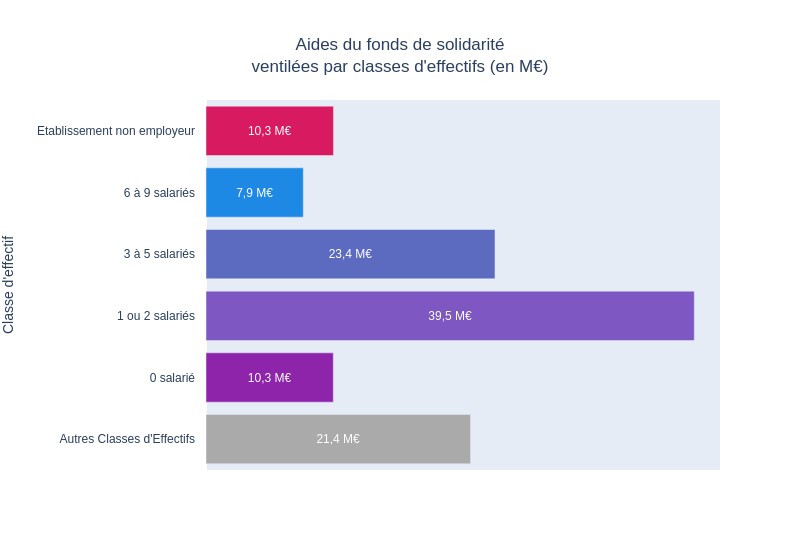 Aides du fonds de solidarité
ventilées par classes d'effectifs (en M€)
Classe d'effectif
Etablissement non employeur
10,3 M€
6 à 9 salariés
7,9 M€
3 à 5 salariés
23,4 M€
1 ou 2 salariés
39,5 M€
0 salarié
10,3 M€
Autres Classes d'Effectifs
21,4 M€